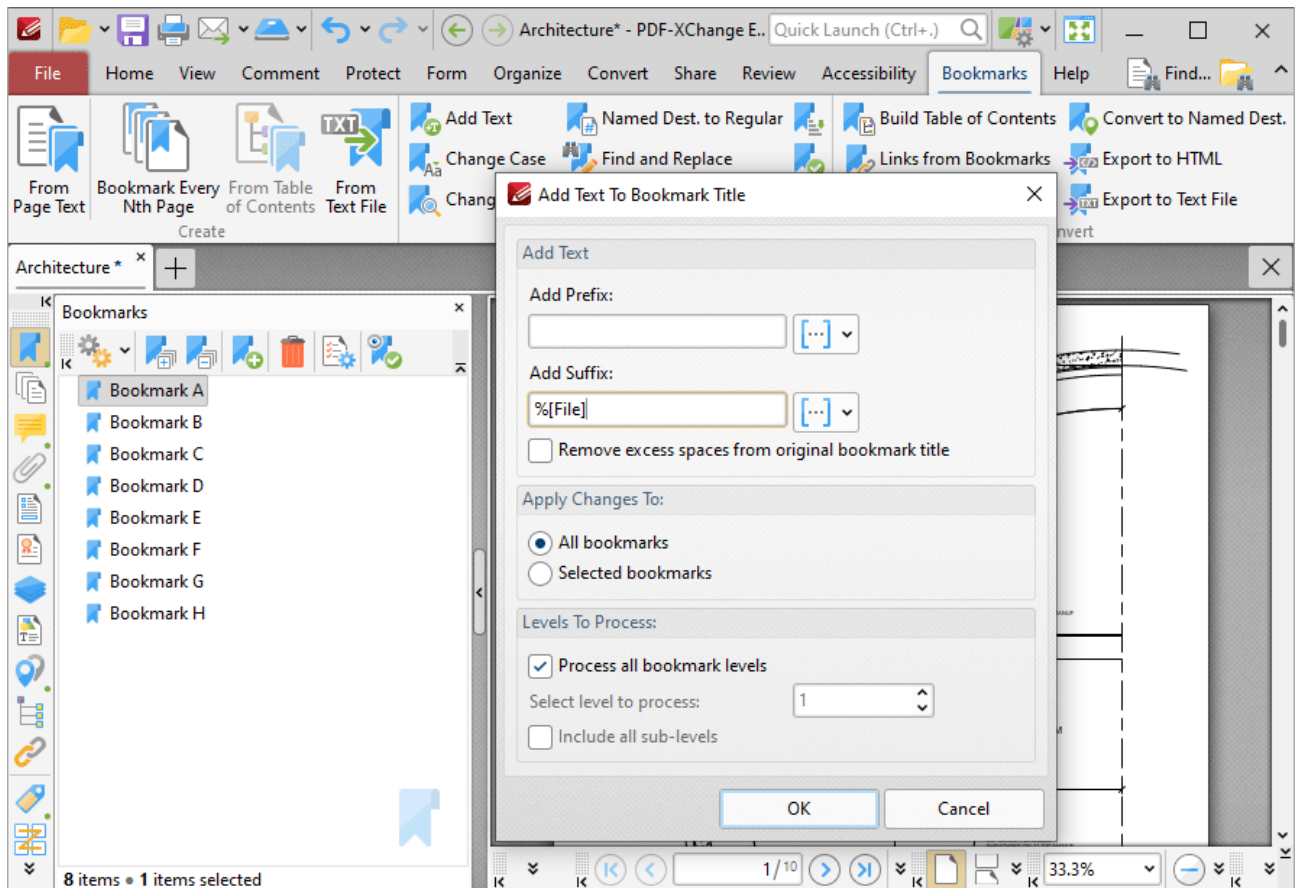 Architecture* - PDF-XChange E..
Quick Launch (Ctrl+.)
File Home View Comment Protect Form Organize Convert Share Review Accessibility Bookmarks Help Find...
From Page Text
Bookmark Every Nth Page
From Table of Contents
TXT
From Text File
Create
Add Text
Named Dest. to Regular
Build Table of Contents
Convert to Named Dest.
Change Case
Find and Replace
Links from Bookmarks
Export to HTML
Chang
Export to Text File
nvert
Architecture *
Bookmarks
Bookmark A
Bookmark B
Bookmark C
Bookmark D
Bookmark E
Bookmark F
Bookmark G
Bookmark H
8 items • 1 items selected
Add Text To Bookmark Title
Add Text
Add Prefix:
Add Suffix:
%[File]
Remove excess spaces from original bookmark title
Apply Changes To:
All bookmarks
Selected bookmarks
Levels To Process:
Process all bookmark levels
Select level to process:
1
Include all sub-levels
OK
Cancel
1/10
33.3%